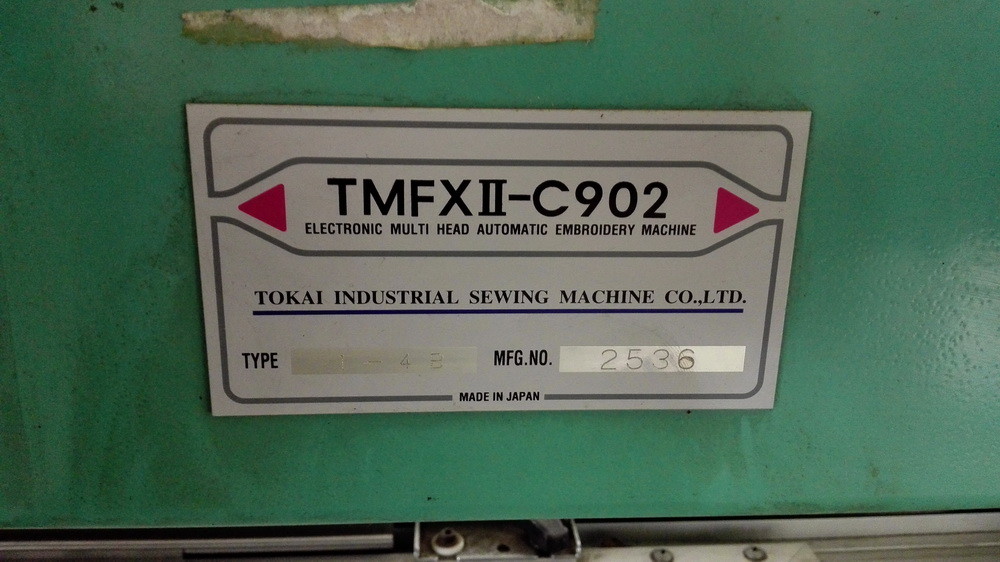 TMFXⅡ-C902
ELECTRONIC MULTI HEAD AUTOMATIC EMBROIDERY MACHINE
TOKAI INDUSTRIAL SEWING MACHINE CO.,LTD.
TYPE
MFG.NO. 2536
MADE IN JAPAN